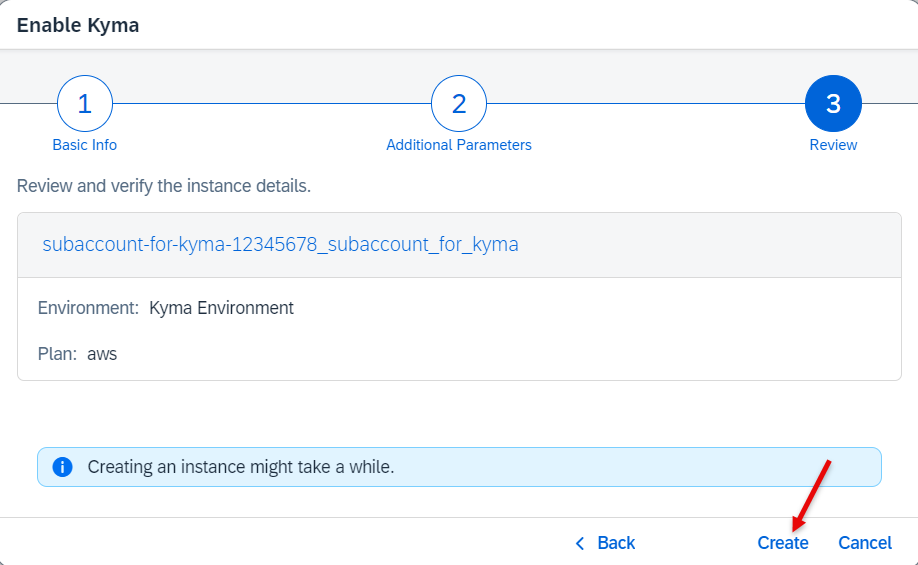 Enable Kyma
1
2
3
Basic Info
Additional Parameters
Review
Review and verify the instance details.
subaccount-for-kyma-12345678_subaccount_for_kyma
Environment: Kyma Environment
Plan: aws
Creating an instance might take a while.
Back
Create
Cancel